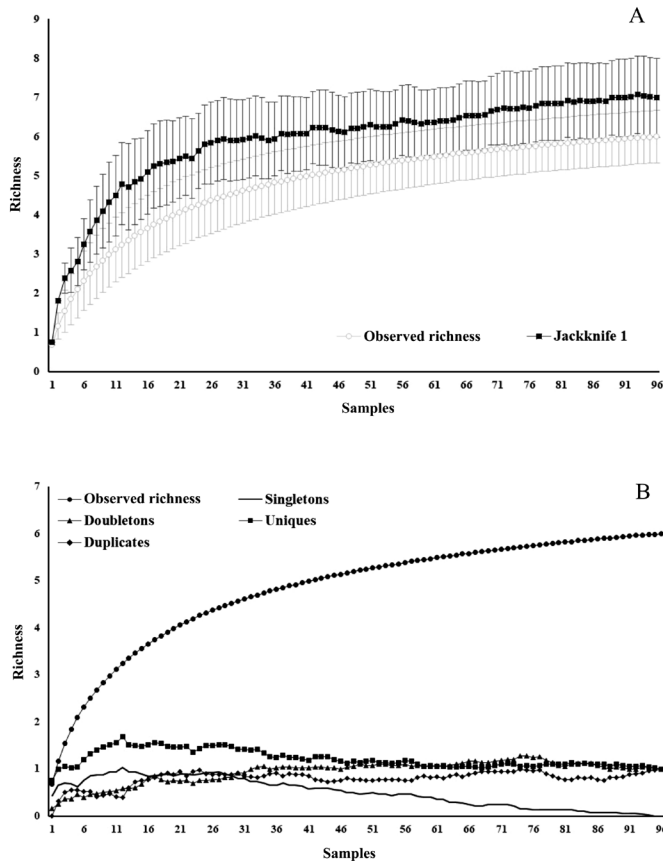 A
9
8
7
6
5
4
3
2
1
0
Richness
Observed richness Jackknife 1
1 6 11 16 21 26 31 36 41 46 51 56 61 66 71 76 81 86 91 96
Samples
B
7
6
5
4
3
2
1
0
Richness
Observed richness Singletons
Doubletons Uniques
Duplicates
1 6 11 16 21 26 31 36 41 46 51 56 61 66 71 76 81 86 91 96
Samples